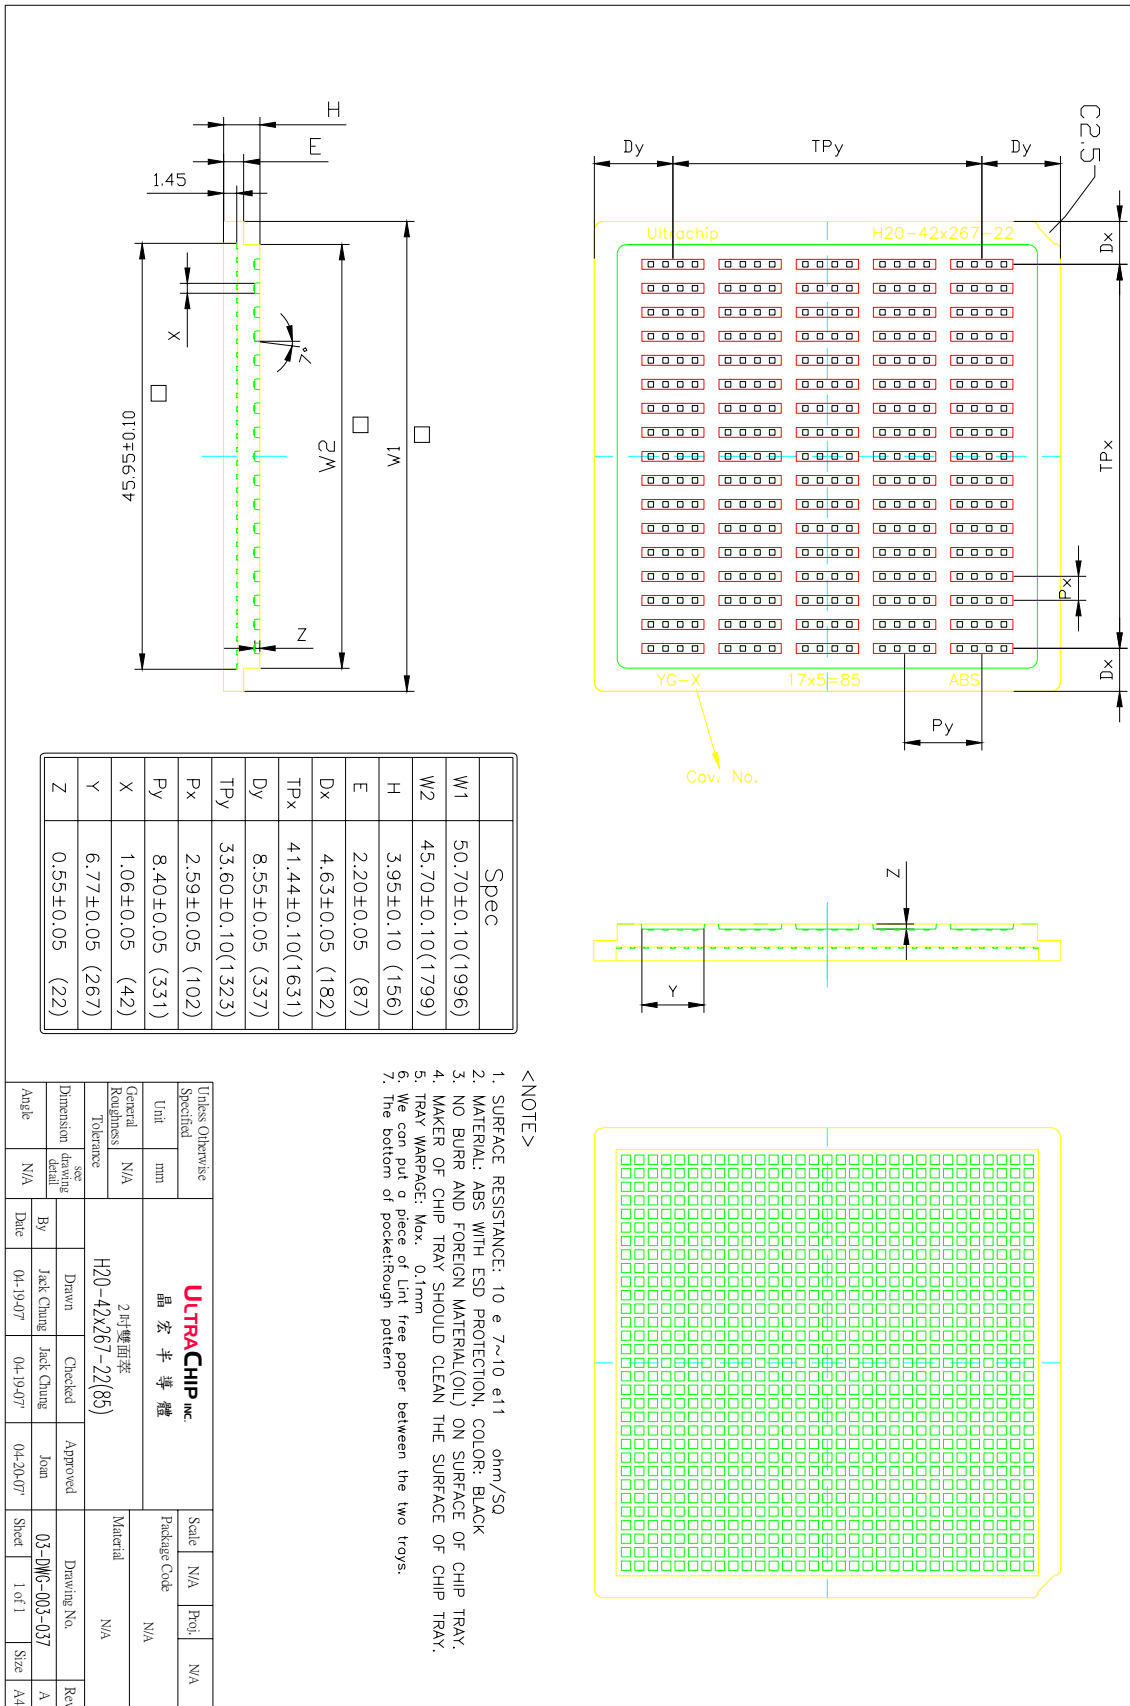 C2.5
Dy
TPy
Dy
Dx
TPx
Px
Dx
Py
Ultrachip
H20-42x267-22
YG-X
17x5=85
ABS
Cav. No.
H
E
1.45
X
7°
45.95±0.10
W2
W1
Z
Z
Y
Spec
W1 50.70±0.10(1996)
W2 45.70±0.10(1799)
H 3.95±0.10 (156)
E 2.20±0.05 (87)
Dx 4.63±0.05 (182)
TPx 41.44±0.10(1631)
Dy 8.55±0.05 (337)
TPy 33.60±0.10(1323)
Px 2.59±0.05 (102)
Py 8.40±0.05 (331)
X 1.06±0.05 (42)
Y 6.77±0.05 (267)
Z 0.55±0.05 (22)
<NOTE>
1. SURFACE RESISTANCE: 10 e 7~10 e11 ohm/SQ
2. MATERIAL: ABS WITH ESD PROTECTION, COLOR: BLACK
3. NO BURR AND FOREIGN MATERIAL(OIL) ON SURFACE OF CHIP TRAY.
4. MAKER OF CHIP TRAY SHOULD CLEAN THE SURFACE OF CHIP TRAY.
5. TRAY WARPAGE: Max. 0.1mm
6. We can put a piece of Lint free paper between the two trays.
7. The bottom of pocket:Rough pattern
Unless Otherwise Specified
Unit mm
General Roughness N/A
Tolerance
Dimension see drawing detail
Angle N/A
ULTRACHIP INC.
晶宏半導體
2吋雙面萃
H20-42x267-22(85)
Drawn Checked Approved
By Jack Chung Jack Chung Joan
Date 04-19-07' 04-19-07' 04-20-07'
Scale N/A Proj. N/A
Package Code N/A
Material N/A
Drawing No. Rev
03-DWG-003-037 A
Sheet 1 of 1 Size A4